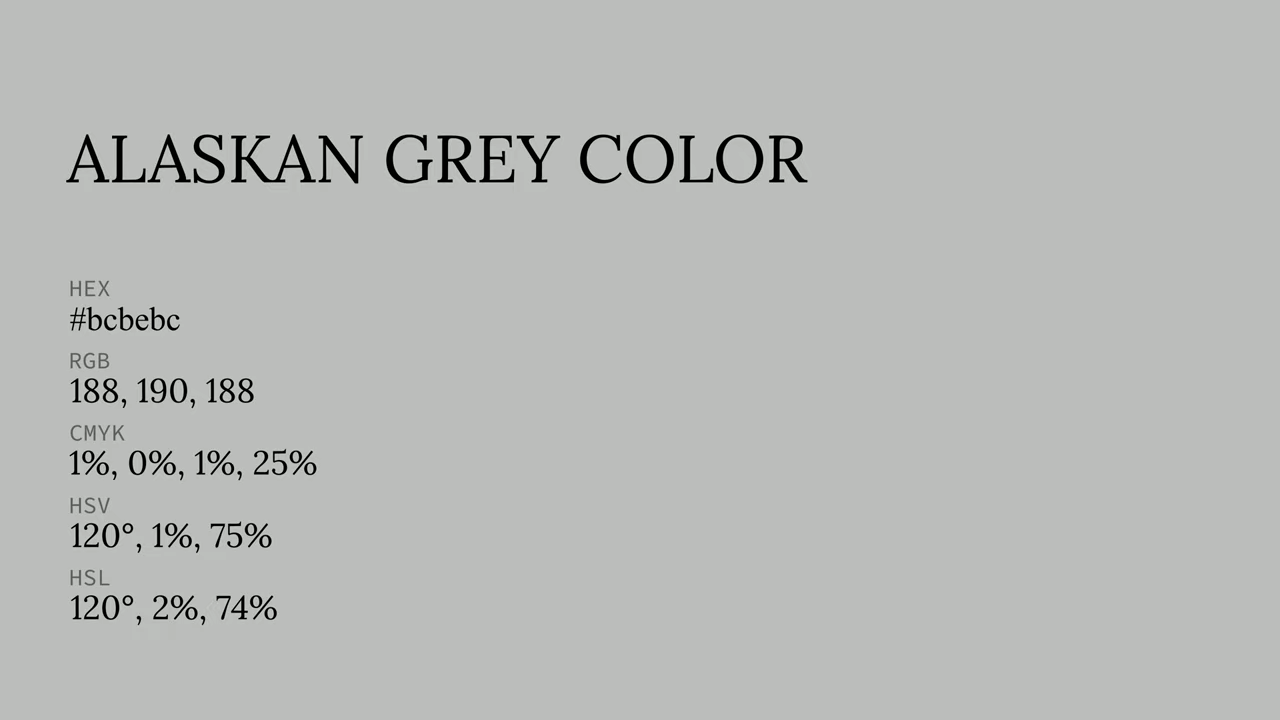 ALASKAN GREY COLOR
HEX
#bcbebc
RGB
188, 190, 188
CMYK
1%, 0%, 1%, 25%
HSV
120°, 1%, 75%
HSL
120°, 2%, 74%